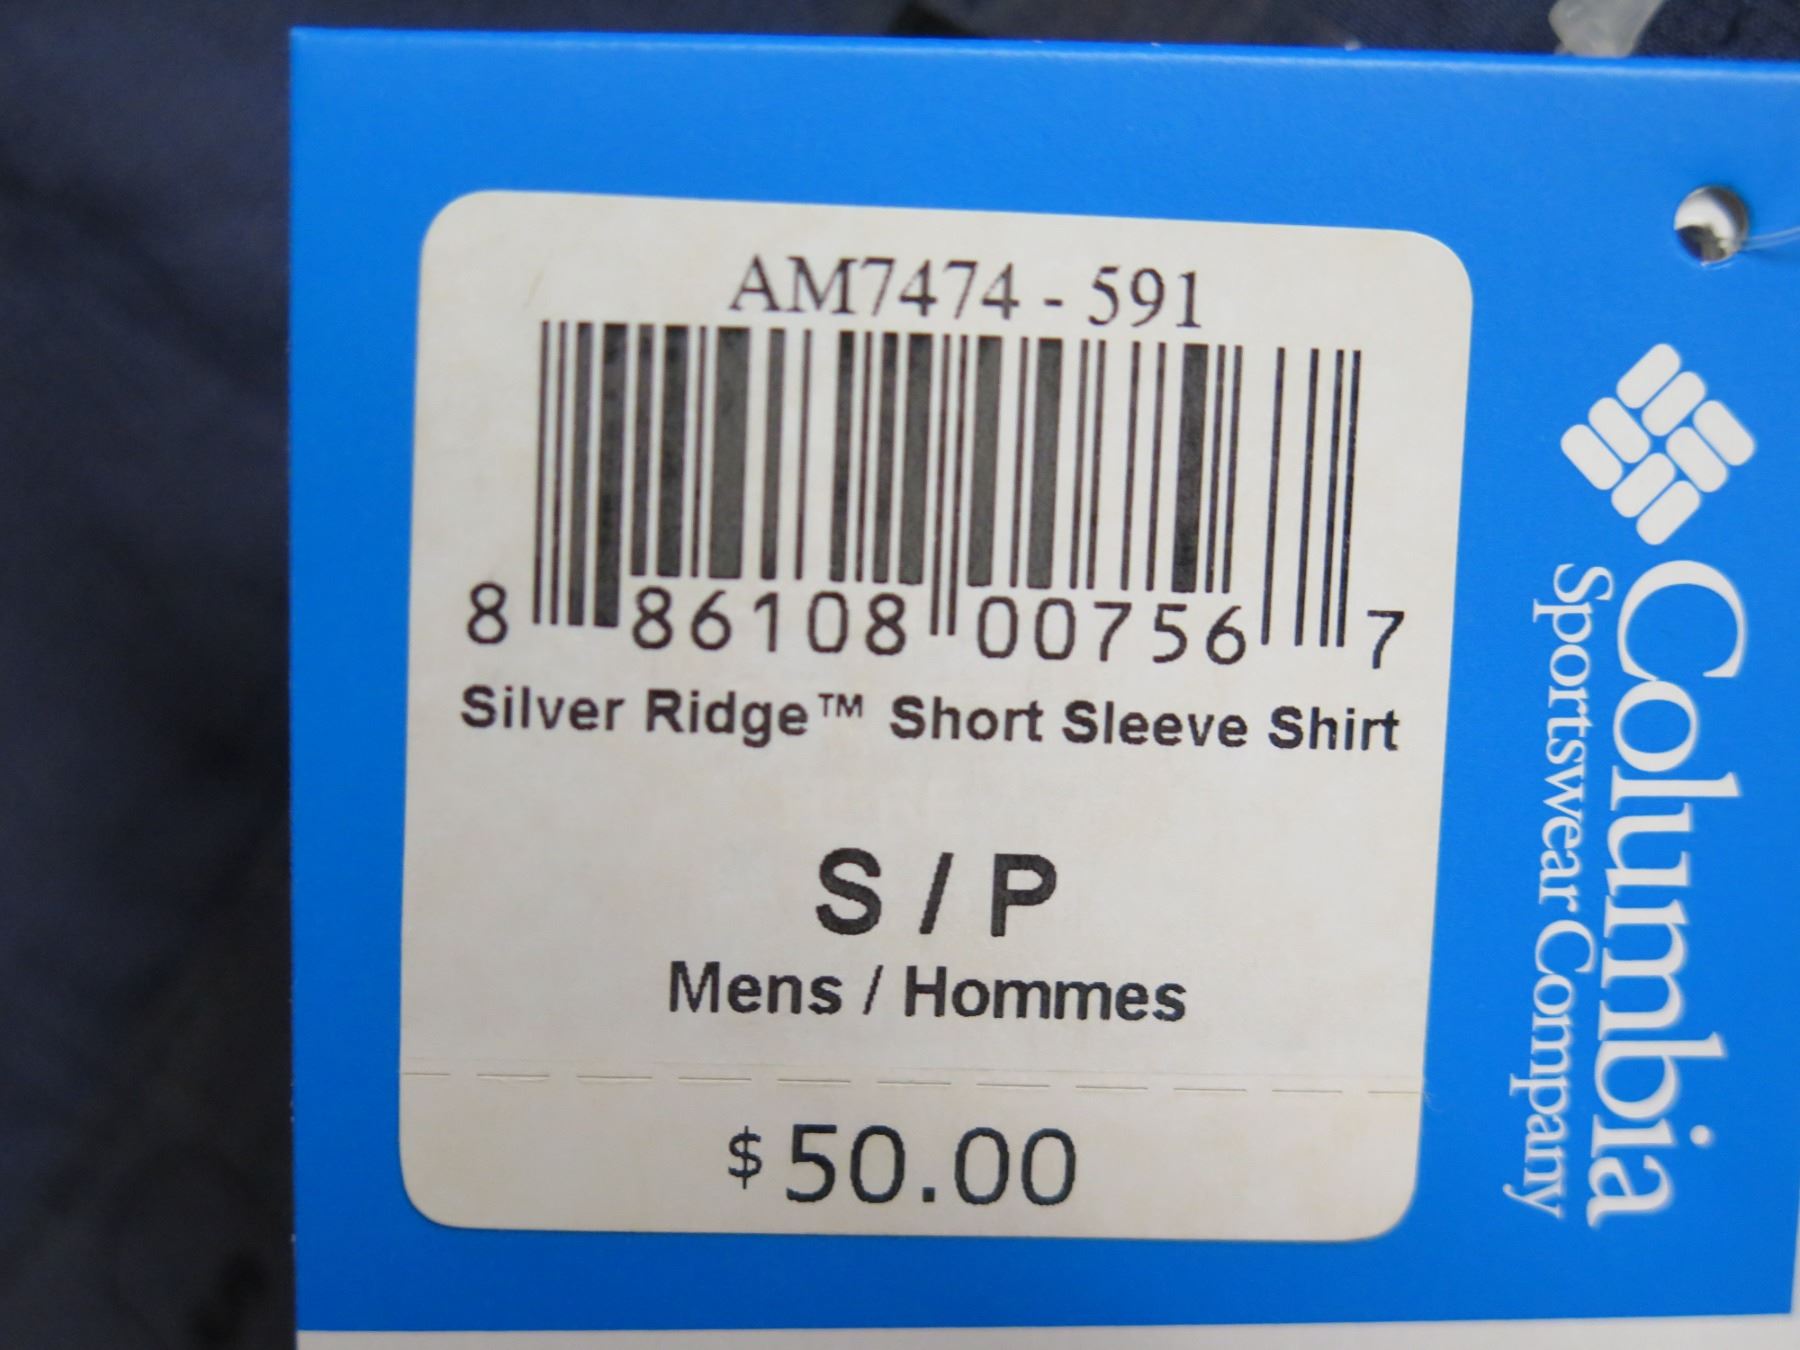 AM7474 - 591
8 86108 00756 7
Silver Ridge™ Short Sleeve Shirt
S / P
Mens / Hommes
$50.00
Columbia
Sportswear Company